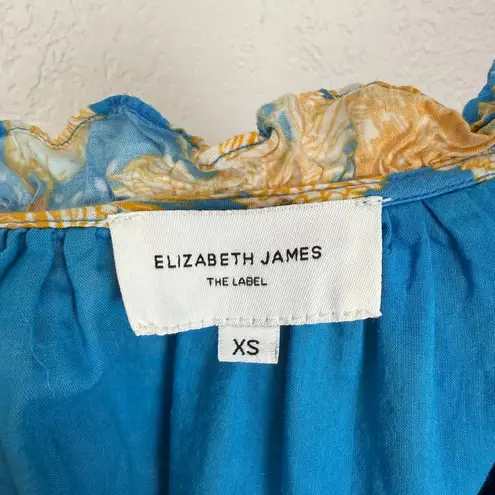 ELIZABETH JAMES
THE LABEL
XS